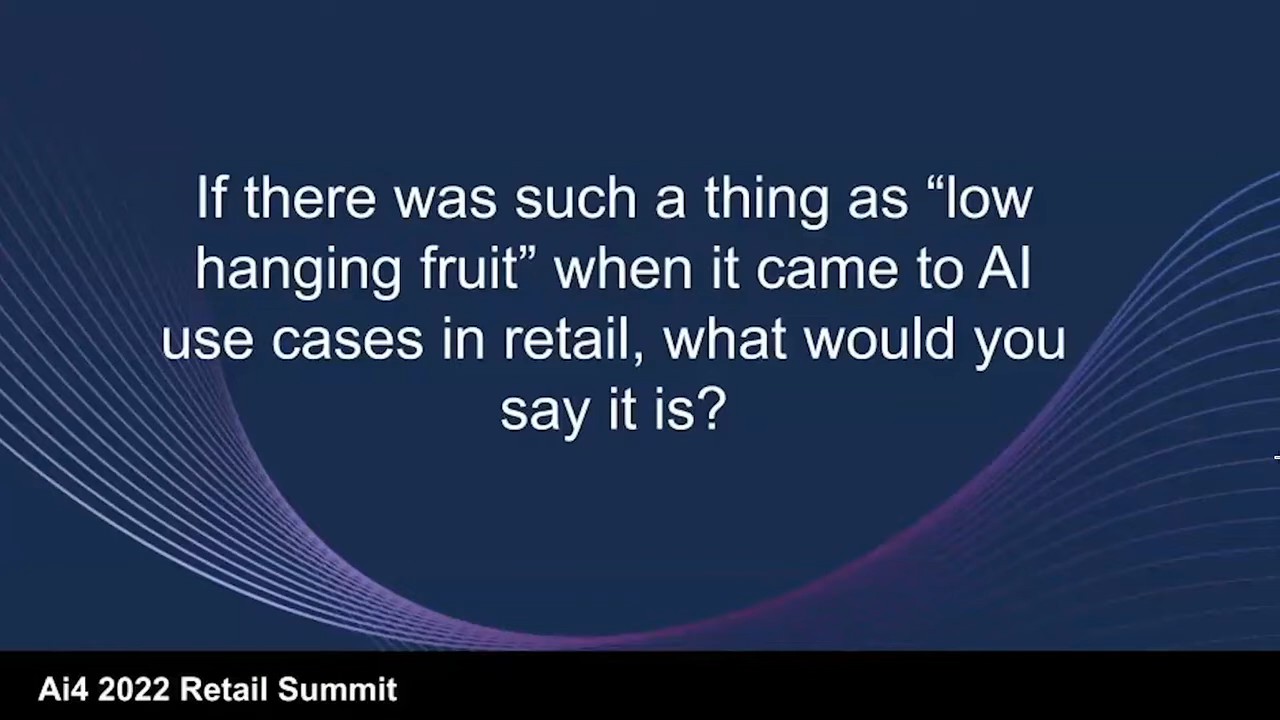 If there was such a thing as “low
hanging fruit” when it came to AI
use cases in retail, what would you
say it is?
Ai4 2022 Retail Summit